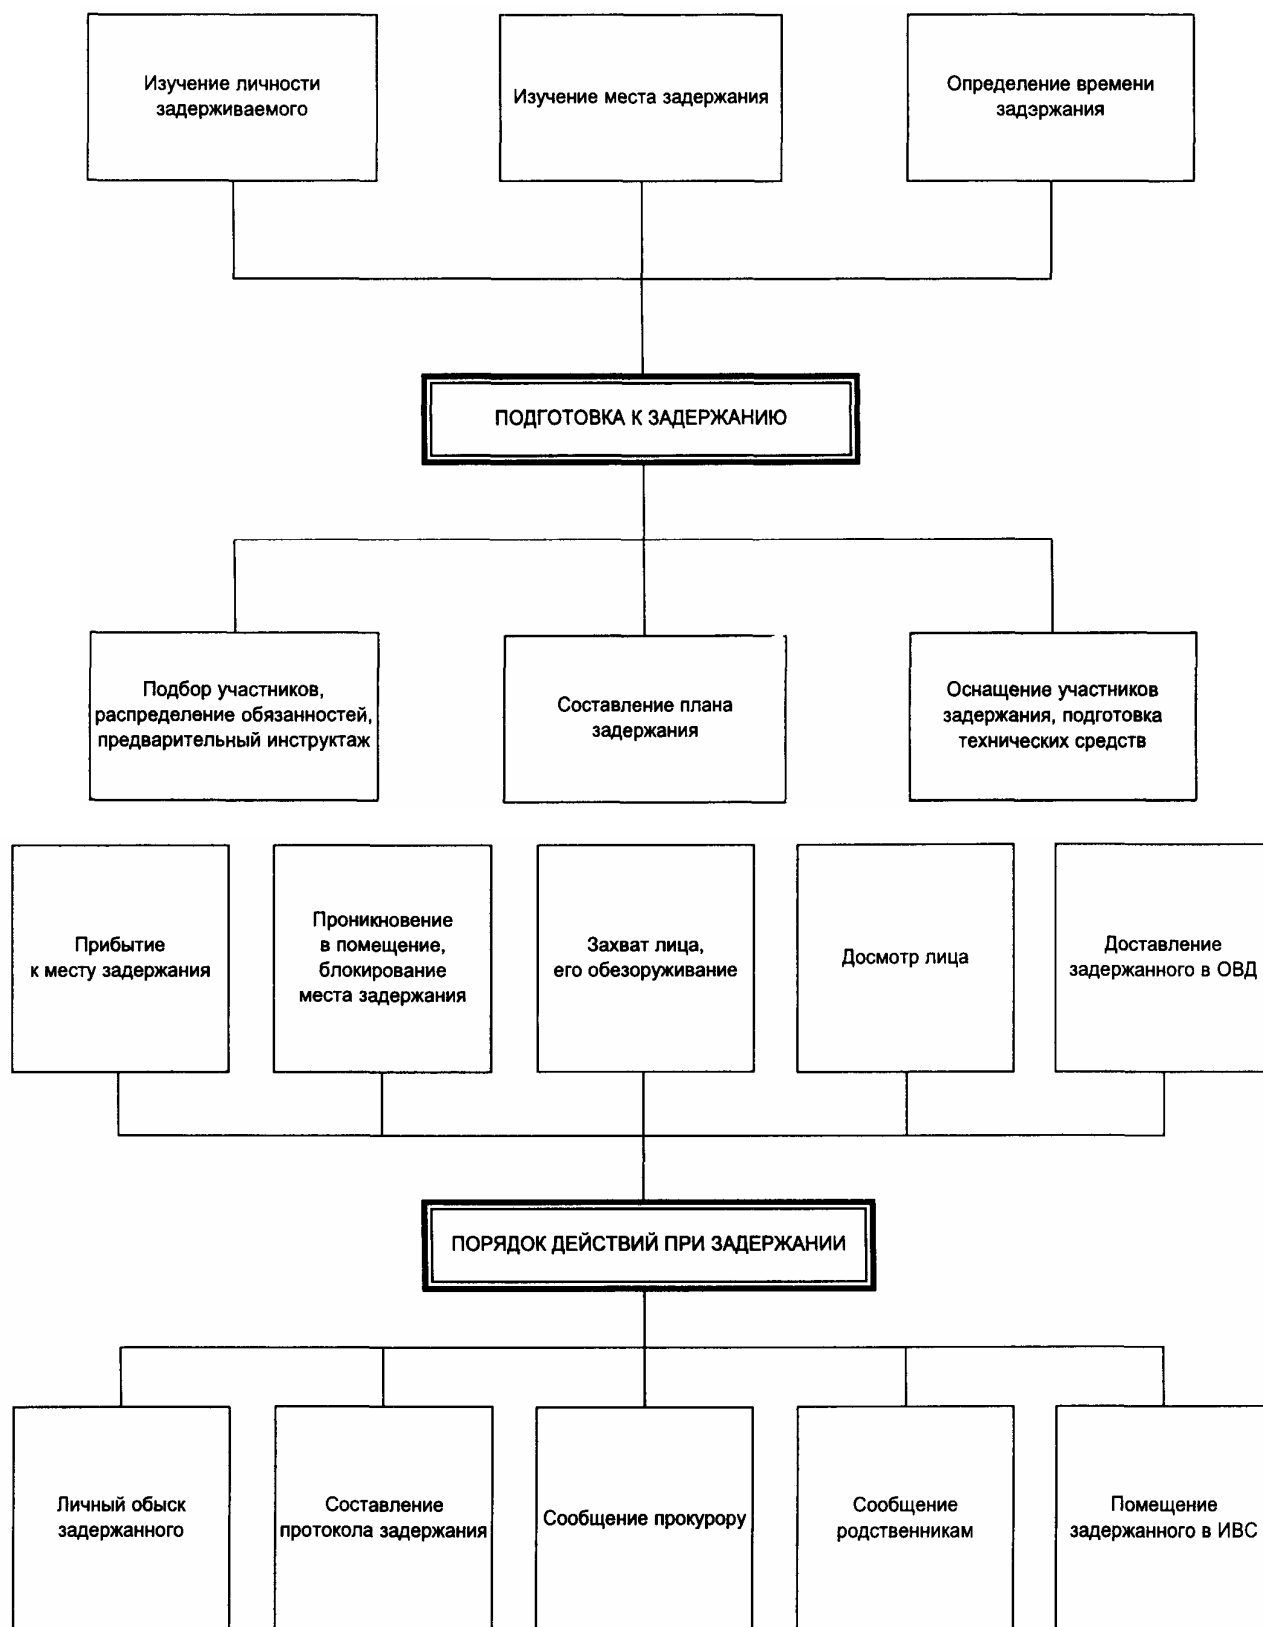 Изучение личности
задерживаемого
Изучение места задержания
Определение времени
задэржания
ПОДГОТОВКА К ЗАДЕРЖАНИЮ
Подбор участников,
распределение обязанностей,
предварительный инструктаж
Составление плана
задержания
Оснащение участников
задержания, подготовка
технических средств
Прибытие
к месту задержания
Проникновение
в помещение,
блокирование
места задержания
Захват лица,
его обезоруживание
Досмотр лица
Доставление
задержанного в ОВД
ПОРЯДОК ДЕЙСТВИЙ ПРИ ЗАДЕРЖАНИИ
Личный обыск
задержанного
Составление
протокола задержания
Сообщение прокурору
Сообщение
родственникам
Помещение
задержанного в ИВС